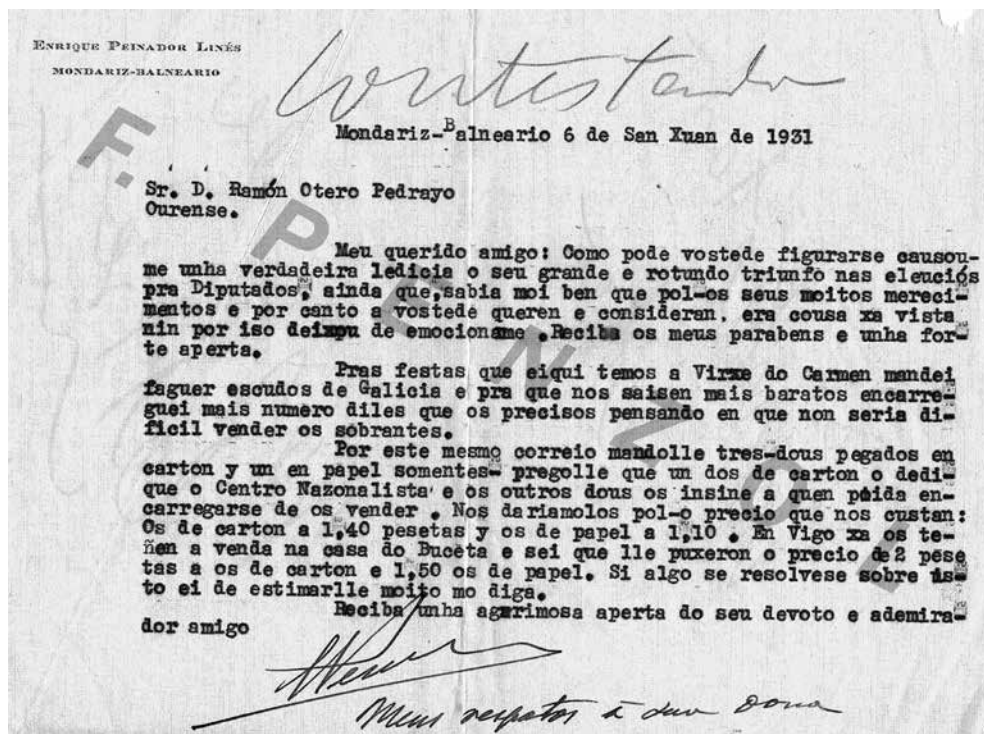 ENRIQUE PEINADOR LINÉS
MONDARIZ-BALNEARIO
Contestada
Mondariz-Balneario 6 de San Xuan de 1931
Sr. D. Ramón Otero Pedrayo
Ourense.
Meu querido amigo: Como pode vostede figurarse causou-
me unha verdadeira ledicia o seu grande e rotundo triunfo nas eleuciós
pra Diputados, ainda que,sabia moi ben que pol-os seus moitos mereci-
mentos e por canto a vostede queren e consideran, era cousa xa vista
nin por iso deixou de emocioname .Reciba os meus parabens e unha for-
te aperta.
Pras festas que eiqui temos a Virxe do Carmen mandei
faguer escudos de Galicia e pra que nos saisen mais baratos encarre-
guei mais numero diles que os precisos pensando en que non seria di-
ficil vender os sobrantes.
Por este mesmo correio mandolle tres-dous pegados en
carton y un en papel somentes- pregolle que un dos de carton o dedi-
que o Centro Nazonalista e os outros dous os insine a quen poida en-
carregarse de os vender . Nos dariamolos pol-o precio que nos custan:
Os de carton a 1,40 pesetas y os de papel a 1,10 . En Vigo xa os te-
ñen a venda na casa do Buceta e sei que lle puxeron o precio de 2 pese
tas a os de carton e 1,50 os de papel. Si algo se resolvese sobre is-
to ei de estimarlle moito mo diga.
Reciba unha agarimosa aperta do seu devoto e ademira-
dor amigo
Meus respetos á sua Dona
F. PENZOL